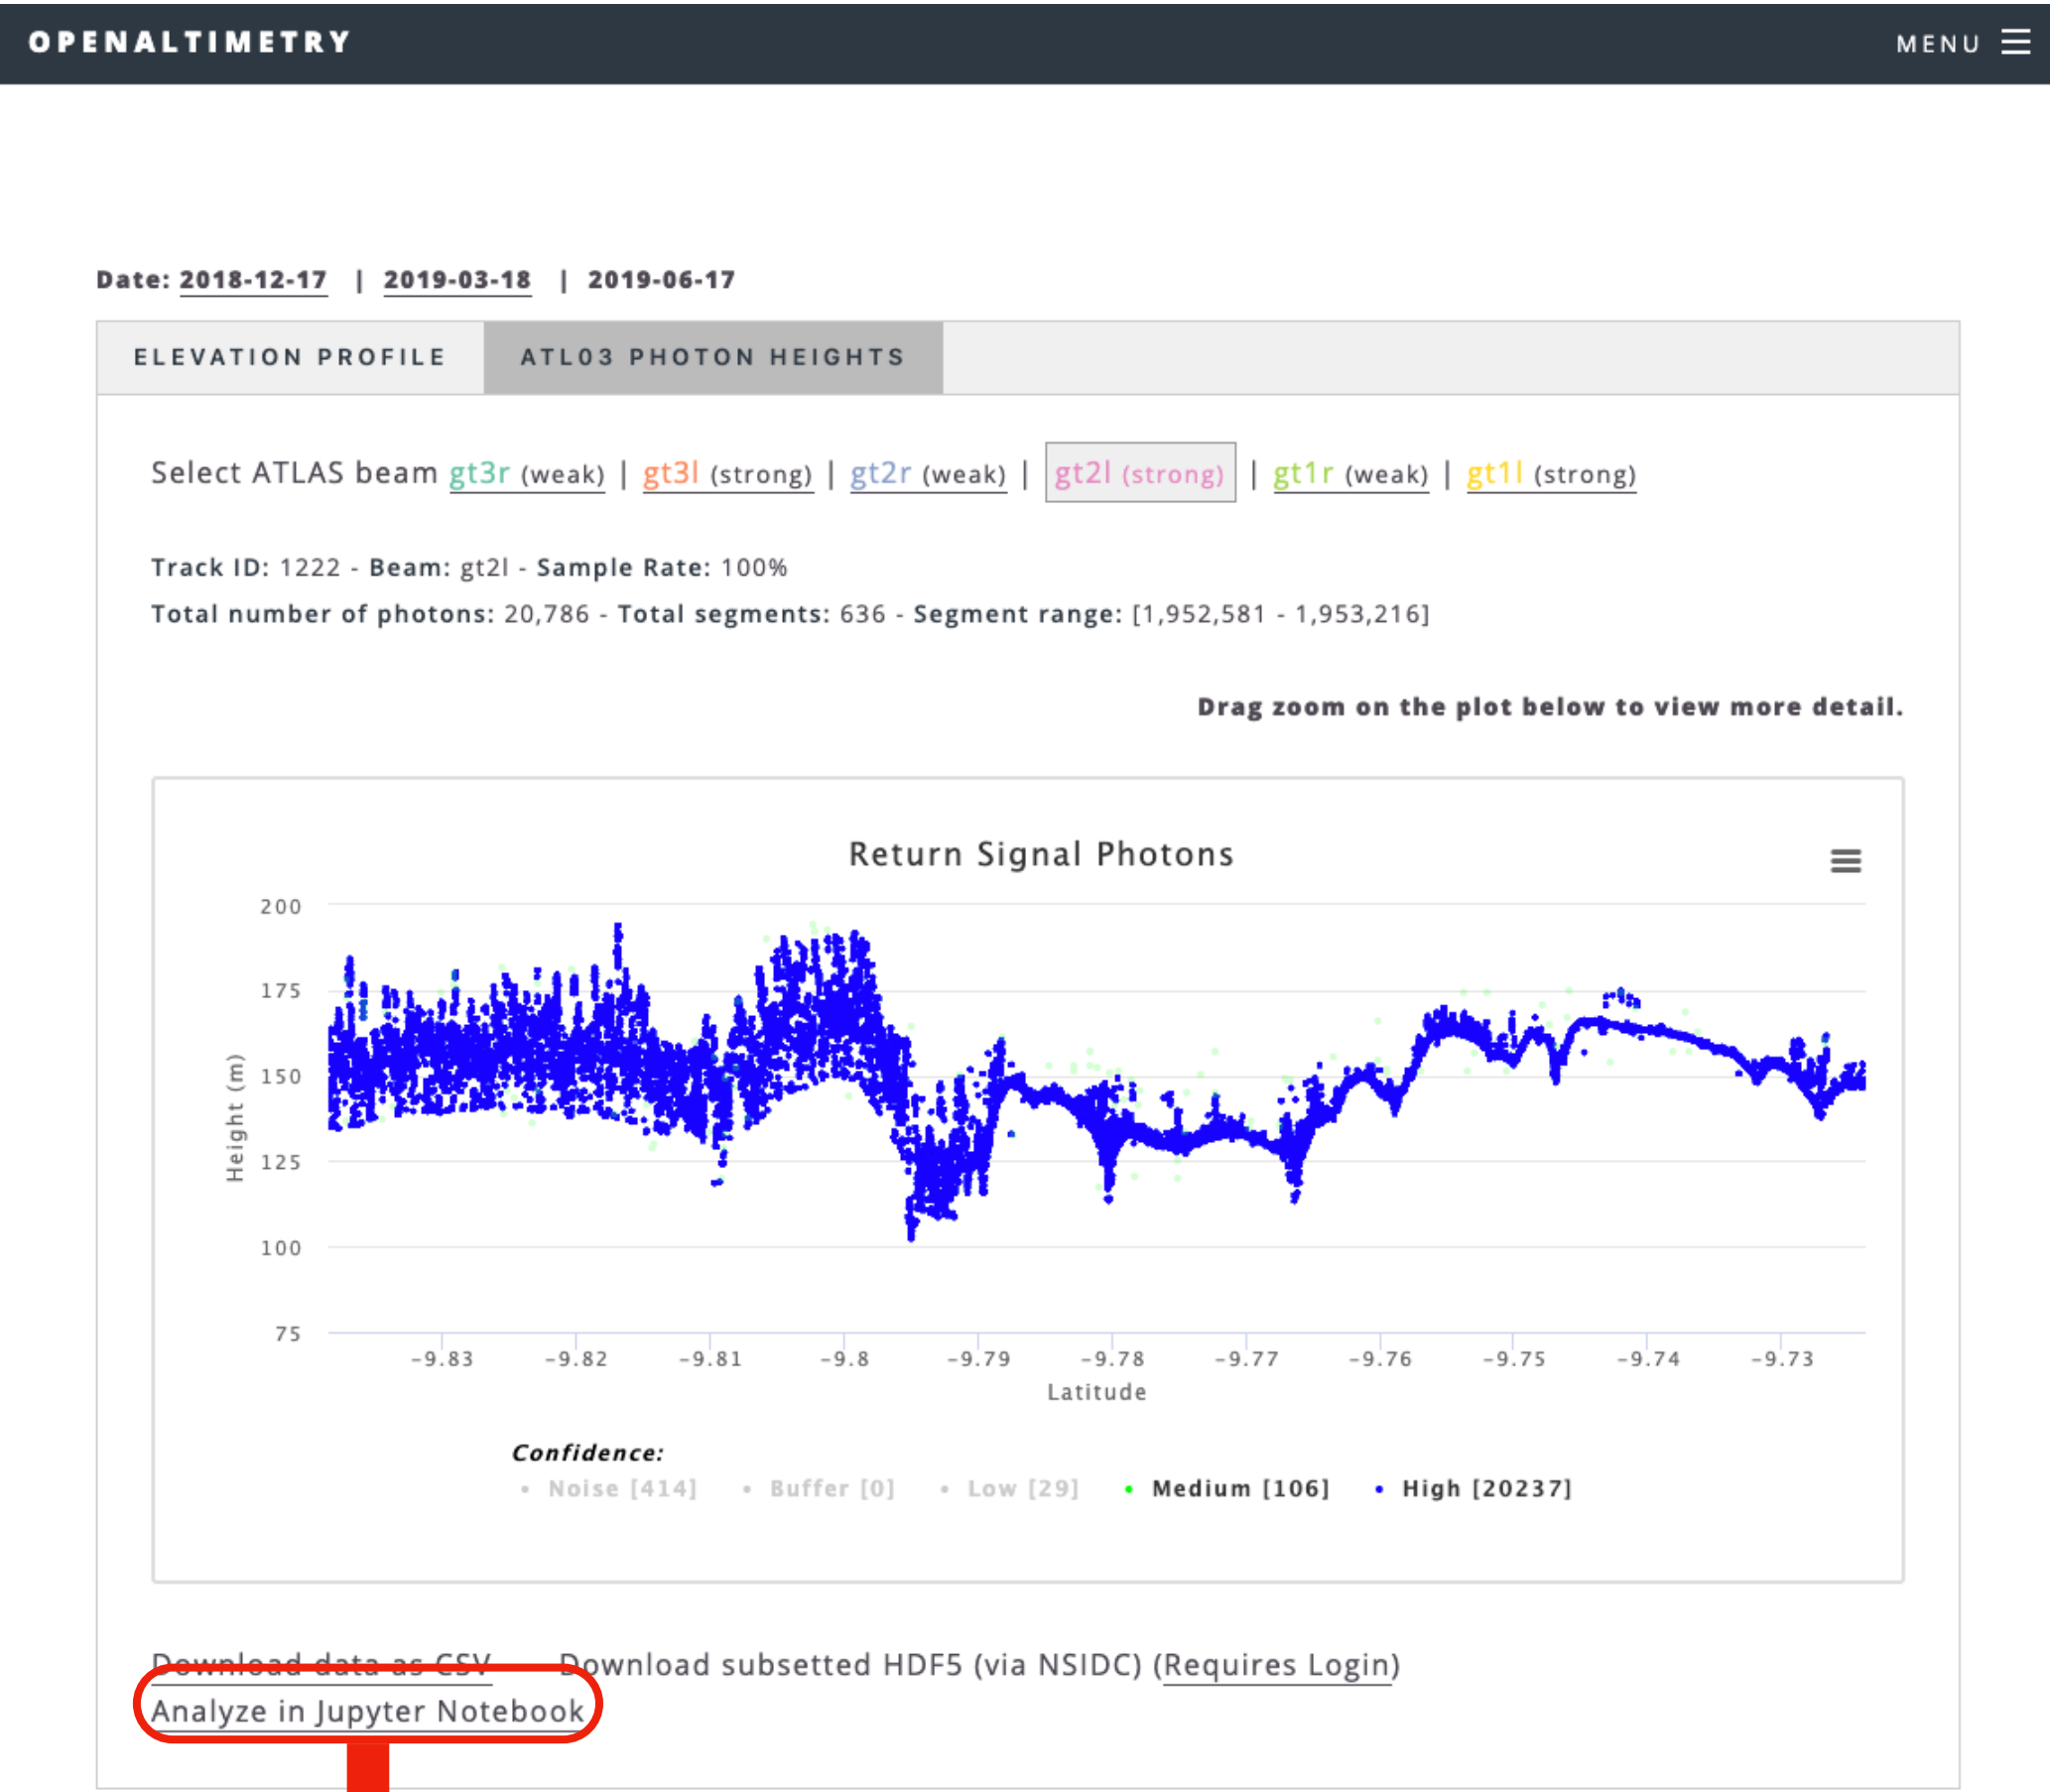 OPENALTIMETRY
MENU
Date: 2018-12-17 | 2019-03-18 | 2019-06-17
ELEVATION PROFILE ATL03 PHOTON HEIGHTS
Select ATLAS beam gt3r (weak) | gt3l (strong) | gt2r (weak) | gt2l (strong) | gt1r (weak) | gt1l (strong)
Track ID: 1222 - Beam: gt2l - Sample Rate: 100%
Total number of photons: 20,786 - Total segments: 636 - Segment range: [1,952,581 - 1,953,216]
Drag zoom on the plot below to view more detail.
Return Signal Photons
200
175
150
125
100
75
Height (m)
-9.83 -9.82 -9.81 -9.8 -9.79 -9.78 -9.77 -9.76 -9.75 -9.74 -9.73
Latitude
Confidence:
Noise [414] Buffer [0] Low [29] Medium [106] High [20237]
Download data as CSV Download subsetted HDF5 (via NSIDC) (Requires Login)
Analyze in Jupyter Notebook